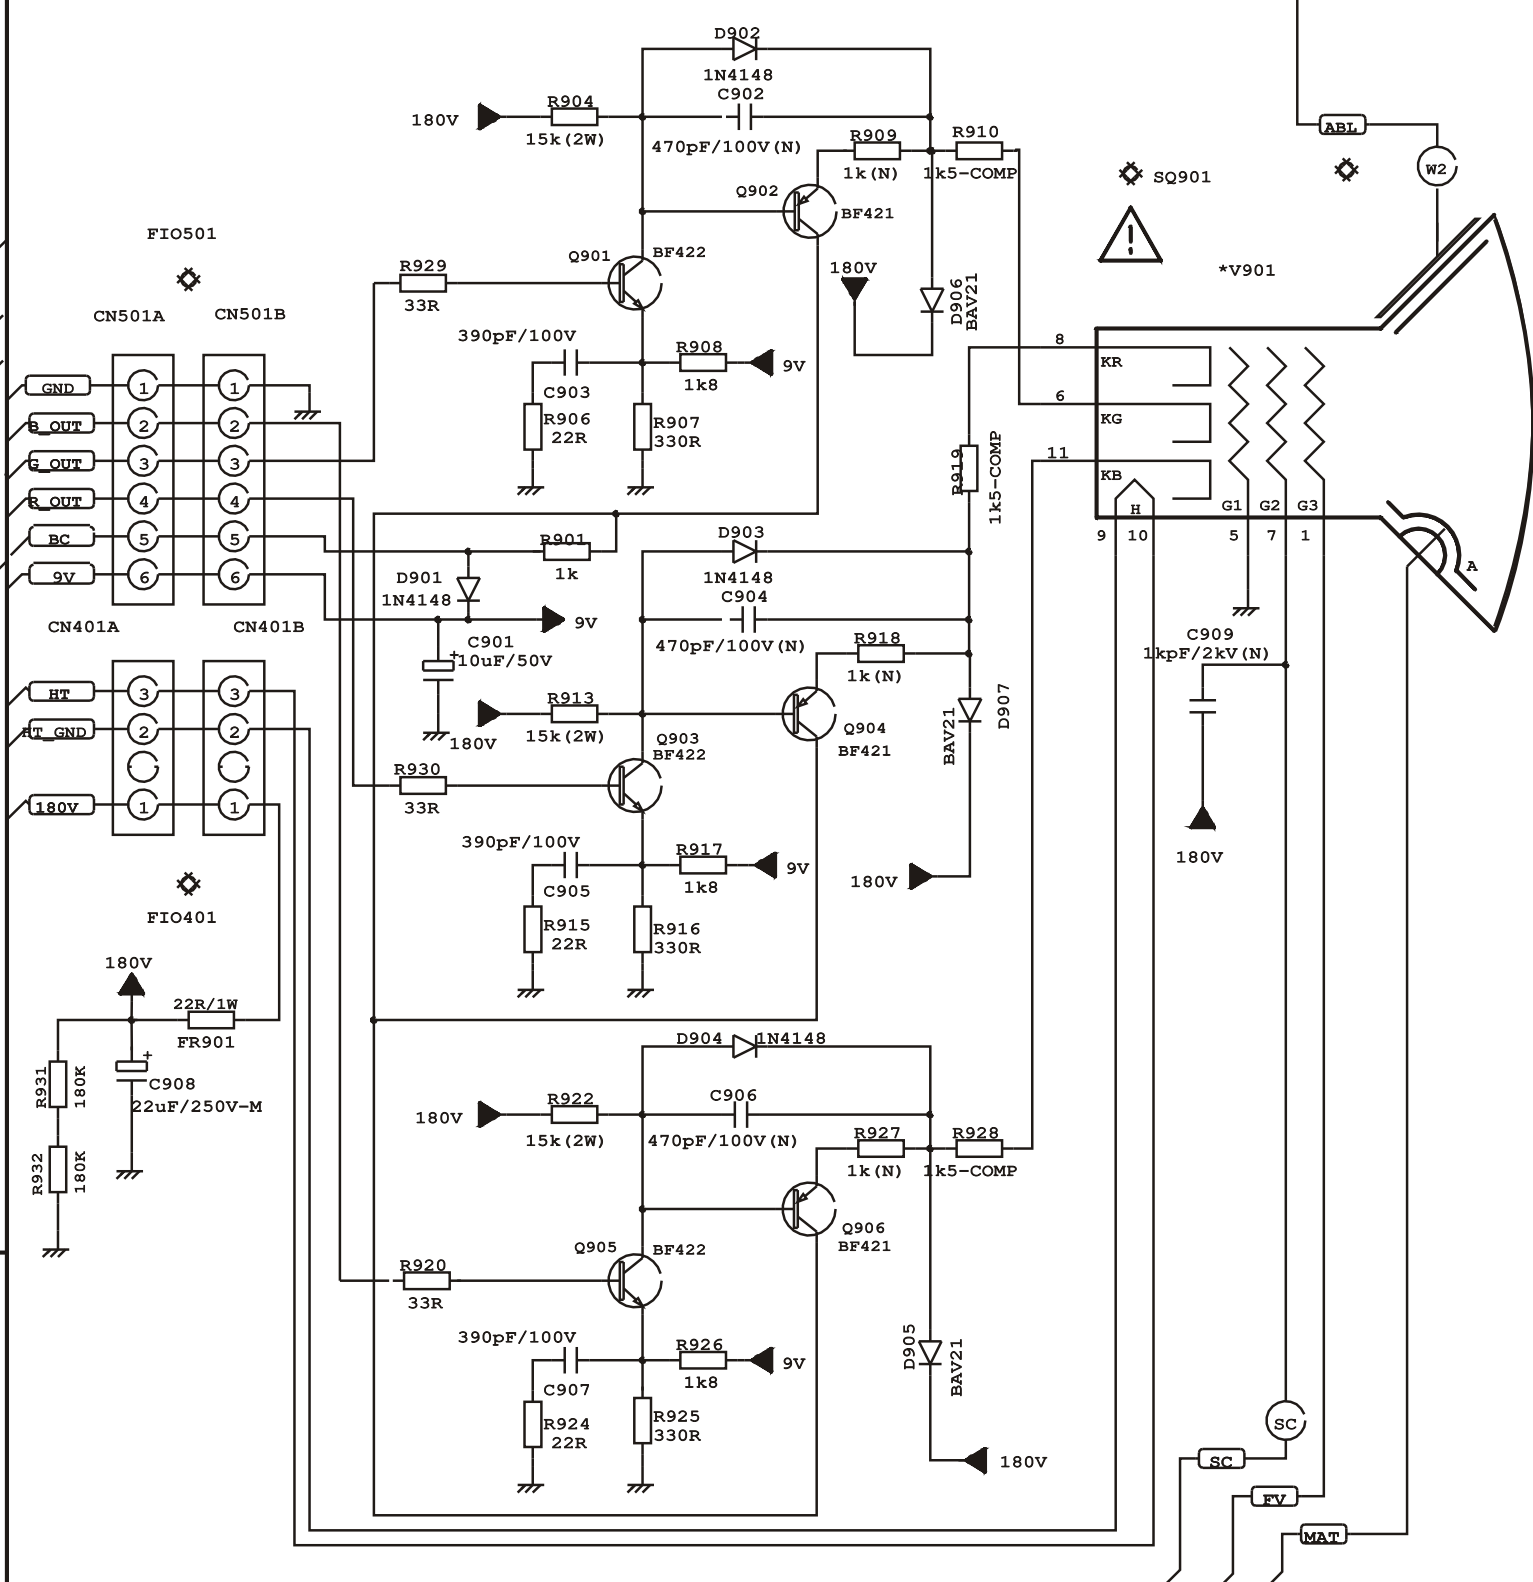 D902
1N4148
C902
R904
180V
15k(2W)
470pF/100V(N)
R909
R910
1k(N)
1k5-COMP
ABL
W2
SQ901
*V901
Q902
BF421
FIO501
Q901
BF422
R929
33R
180V
D906
BAV21
CN501A
CN501B
390pF/100V
R908
9V
1k8
C903
R906
22R
R907
330R
8
KR
6
KG
11
KB
GND
1
1
B_OUT
2
2
G_OUT
3
3
R_OUT
4
4
BC
5
5
9V
6
6
R919
1k5-COMP
H
G1
G2
G3
9
10
5
7
1
A
R901
1k
D903
1N4148
C904
D901
1N4148
9V
C901
+
10uF/50V
470pF/100V(N)
R918
1k(N)
C909
1kpF/2kV(N)
CN401A
CN401B
HT
3
3
HT_GND
2
2
180V
1
1
R913
180V
15k(2W)
Q903
BF422
Q904
BF421
BAV21
D907
R930
33R
390pF/100V
R917
9V
1k8
C905
R915
22R
R916
330R
180V
180V
FIO401
180V
22R/1W
FR901
+
C908
22uF/250V-M
R931
180K
R932
180K
D904
1N4148
R922
180V
15k(2W)
C906
470pF/100V(N)
R927
R928
1k(N)
1k5-COMP
Q905
BF422
Q906
BF421
R920
33R
390pF/100V
R926
9V
1k8
C907
R924
22R
R925
330R
D905
BAV21
180V
SC
SC
FV
MAT